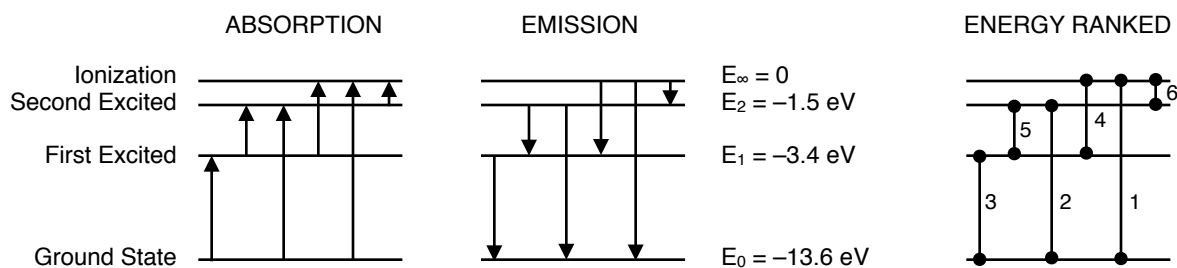 ABSORPTION EMISSION ENERGY RANKED
Ionization E∞ = 0
Second Excited E2 = –1.5 eV 6
5 4
First Excited E1 = –3.4 eV
3 2 1
Ground State E0 = –13.6 eV